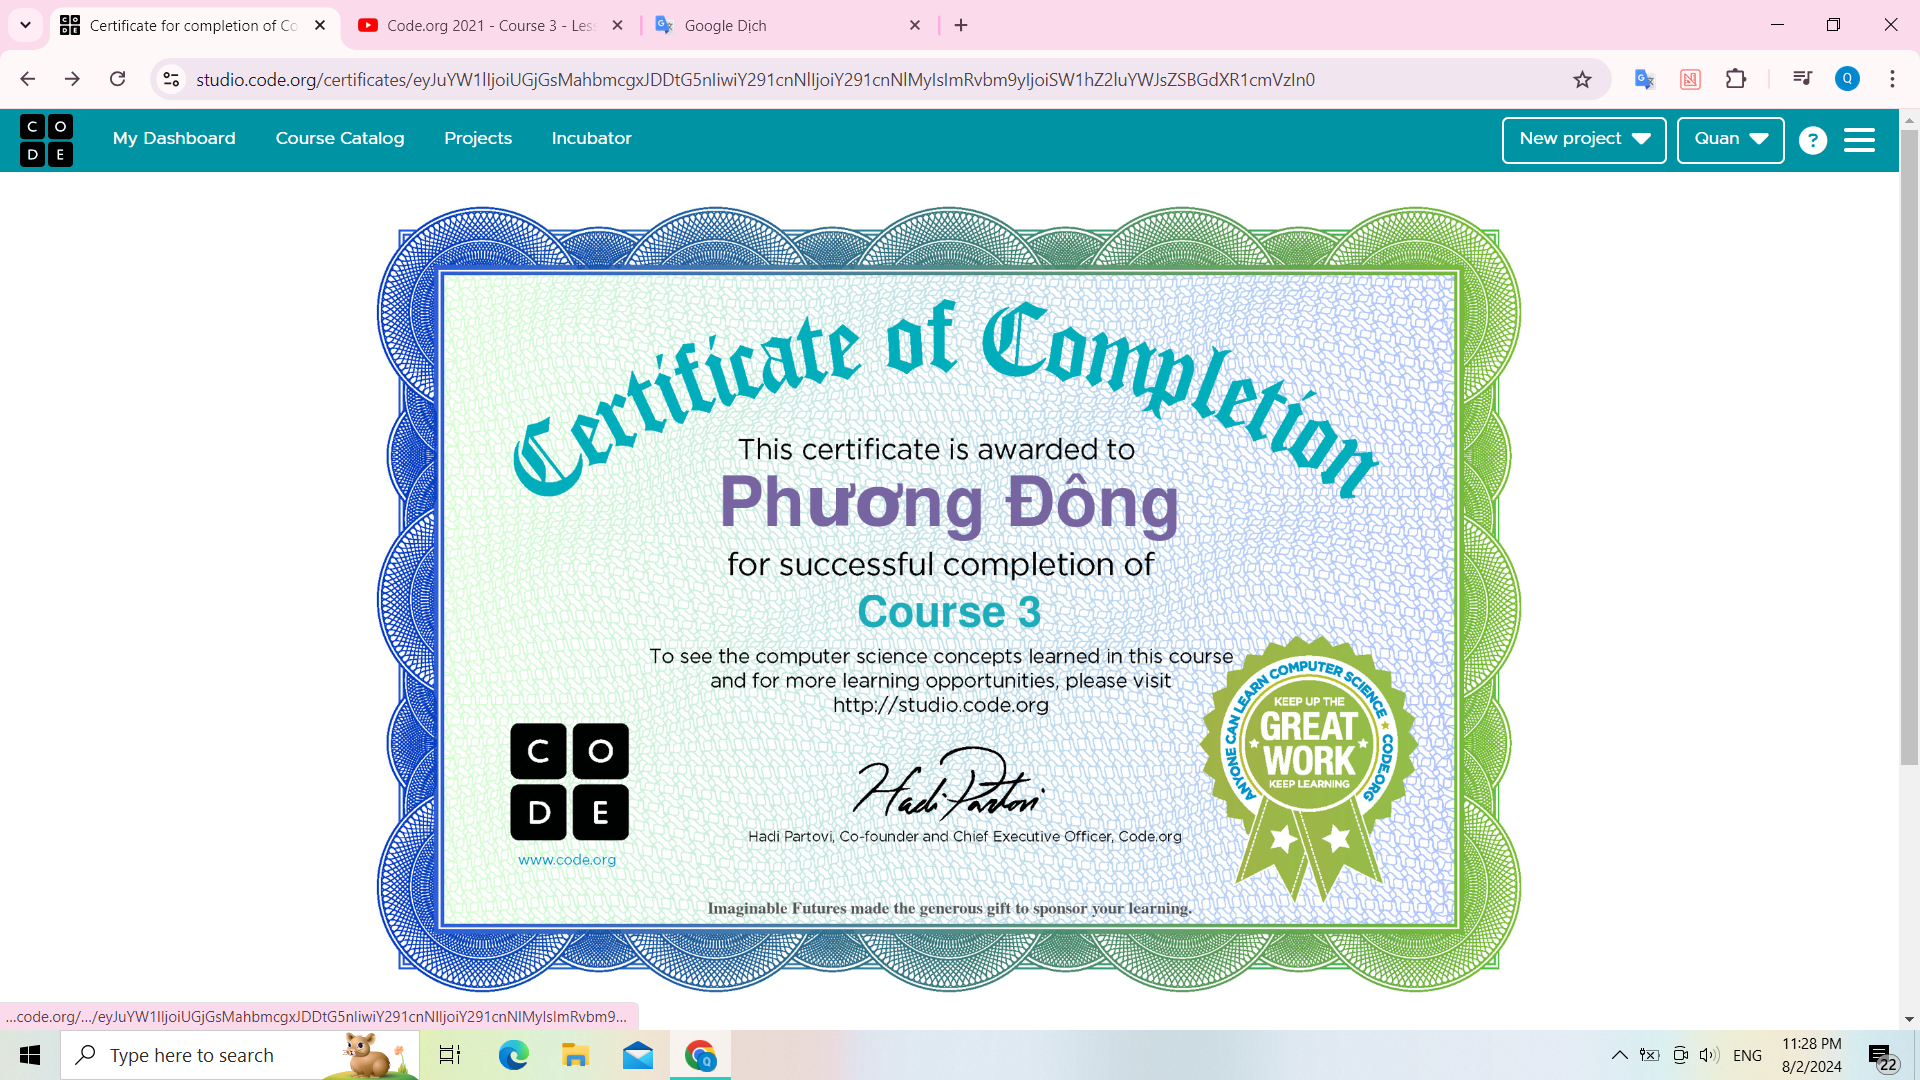 Certificate for completion of Co
Code.org 2021 - Course 3 - Les
Google Dịch
studio.code.org/certificates/eyJuYW1lIjoiUGjGsMahbmcgxJDDtG5nIiwiY291cnNlIjoiY291cnNlMyIsImRvbm9yIjoiSW1hZ2luYWJsZSBGdXR1cmVzIn0
Q
C O
D E
My Dashboard
Course Catalog
Projects
Incubator
New project
Quan
?
Certificate of Completion
This certificate is awarded to
Phương Đông
for successful completion of
Course 3
To see the computer science concepts learned in this course
and for more learning opportunities, please visit
http://studio.code.org
ANYONE CAN LEARN COMPUTER SCIENCE ★ CODE.ORG
KEEP UP THE
GREAT
WORK
KEEP LEARNING
C O
D E
www.code.org
Hadi Partovi
Hadi Partovi, Co-founder and Chief Executive Officer, Code.org
Imaginable Futures made the generous gift to sponsor your learning.
...code.org/.../eyJuYW1lIjoiUGjGsMahbmcgxJDDtG5nIiwiY291cnNlIjoiY291cnNlMyIsImRvbm9...
Type here to search
Q
ENG
11:28 PM
8/2/2024
22